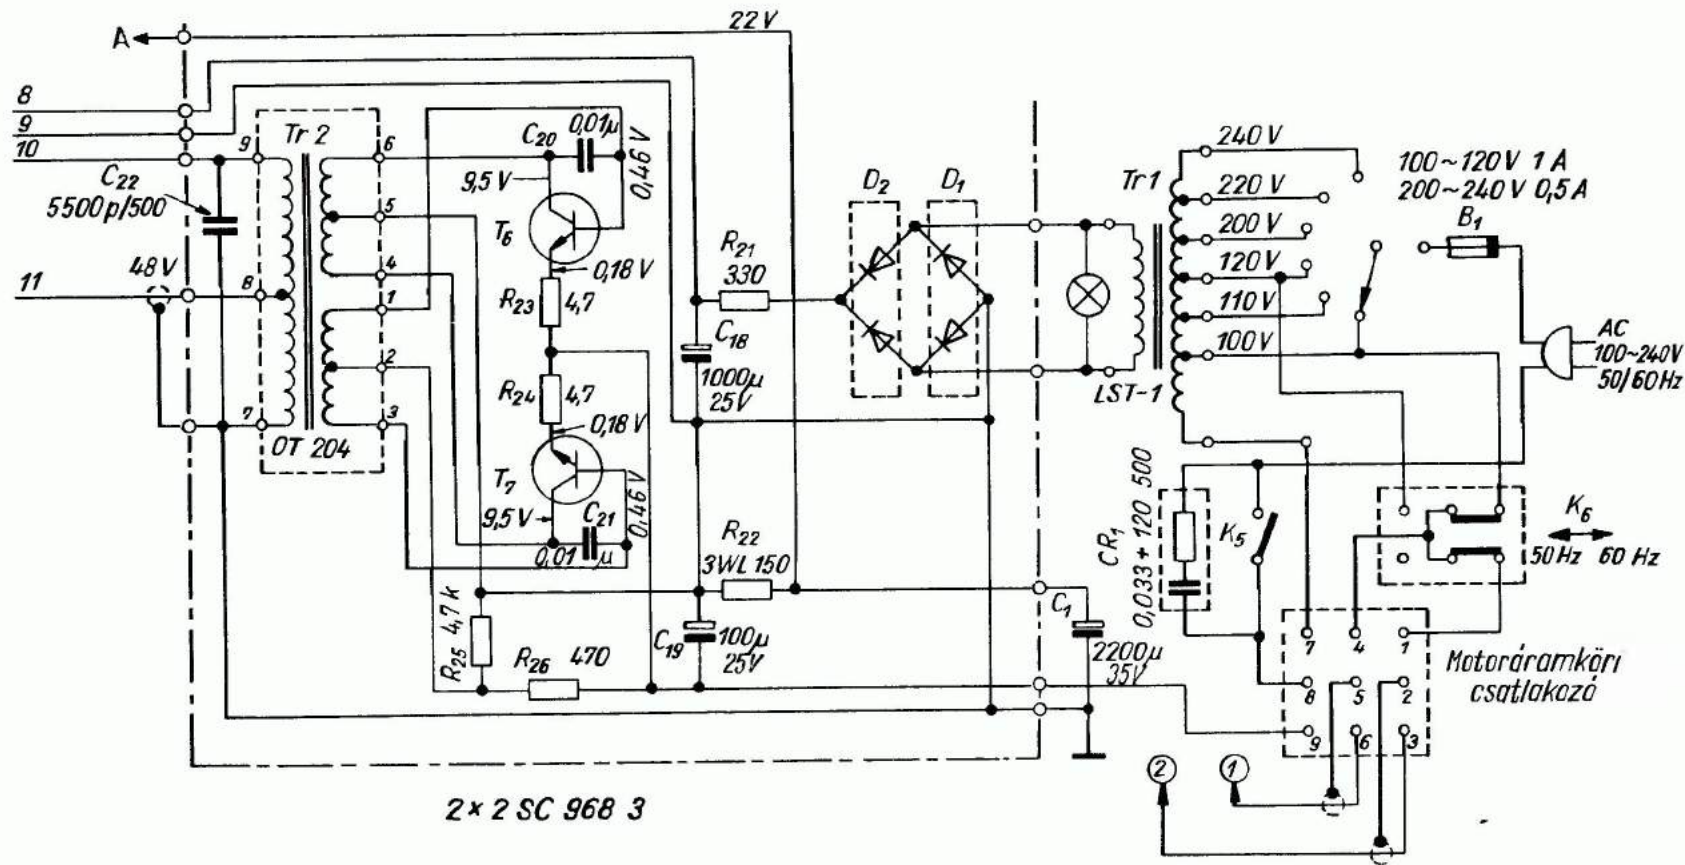 A
22 V
8
9
10
11
C22
5500p/500
48 V
9
8
7
Tr 2
OT 204
6
5
4
1
2
3
C20
0,01µ
0,46 V
9,5 V
T6
0,18 V
R23
4,7
R24
4,7
0,18 V
T7
9,5 V
C21
0,01 µ
0,46 V
R21
330
C18
1000µ
25V
R22
3WL 150
R25 4,7 k
R26 470
C19
100µ
25V
C1
2200µ
35V
D2
D1
Tr1
LST-1
240 V
220 V
200 V
120 V
110 V
100 V
100~120V 1 A
200~240 V 0,5 A
B1
AC
100~240V
50/60 Hz
CR1
0,033 + 120 500
K5
K6
50 Hz 60 Hz
7 4 1
8 5 2
9 6 3
Motoráramköri
csatlakozó
2
1
2 × 2 SC 968 3